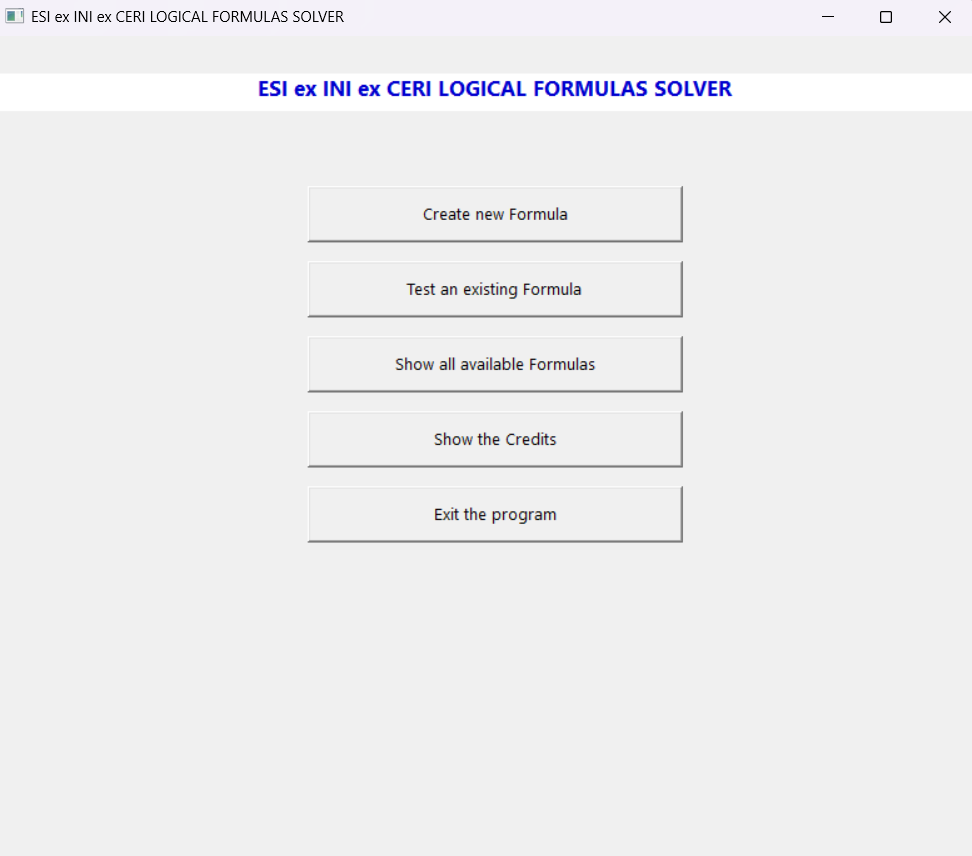 ESI ex INI ex CERI LOGICAL FORMULAS SOLVER
ESI ex INI ex CERI LOGICAL FORMULAS SOLVER
Create new Formula
Test an existing Formula
Show all available Formulas
Show the Credits
Exit the program